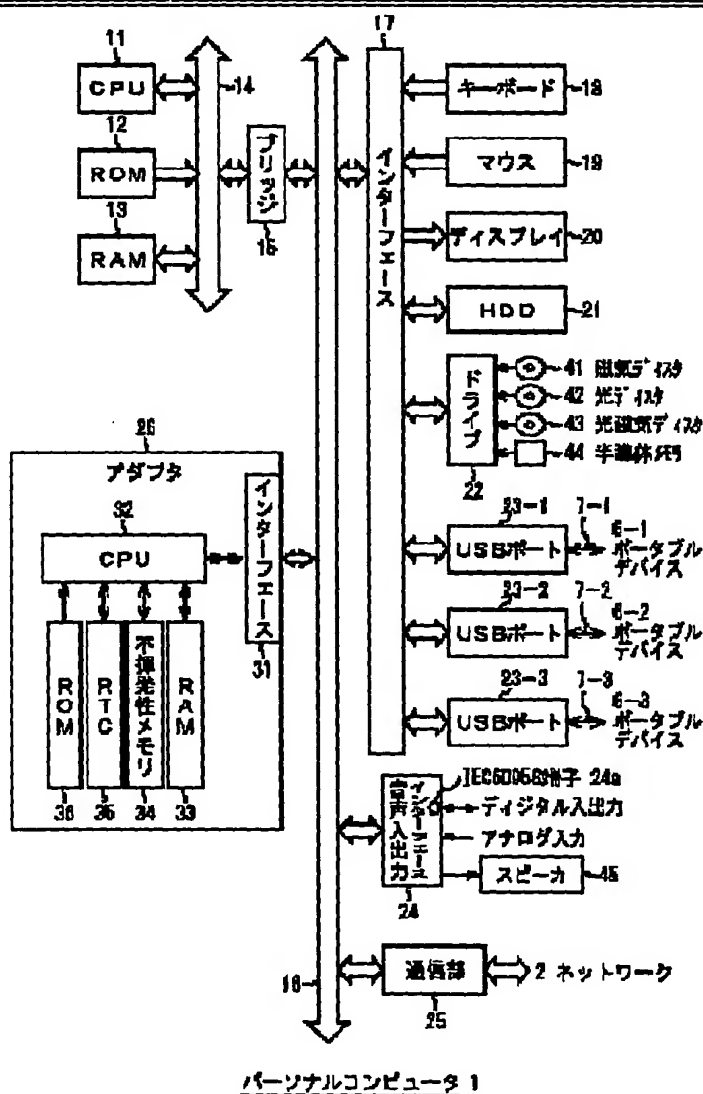 11
CPU
12
ROM
13
RAM
14
ブリッジ
15
17
インターフェース
キーボード 18
マウス 19
ディスプレイ 20
HDD 21
ドライブ
22
41 磁気ディスク
42 光ディスク
43 光磁気ディスク
44 半導体メモリ
26
アダプタ
32
CPU
インターフェース
31
ROM
RTC
不揮発性メモリ
RAM
36
35
34
33
23-1
USBポート
7-1
6-1
ポータブル
デバイス
23-2
USBポート
7-2
6-2
ポータブル
デバイス
23-3
USBポート
7-3
6-3
ポータブル
デバイス
音声入出力
インターフェース
24
IEC60958端子 24a
ディジタル入出力
アナログ入力
スピーカ 45
16
通信部
25
2 ネットワーク
パーソナルコンピュータ 1